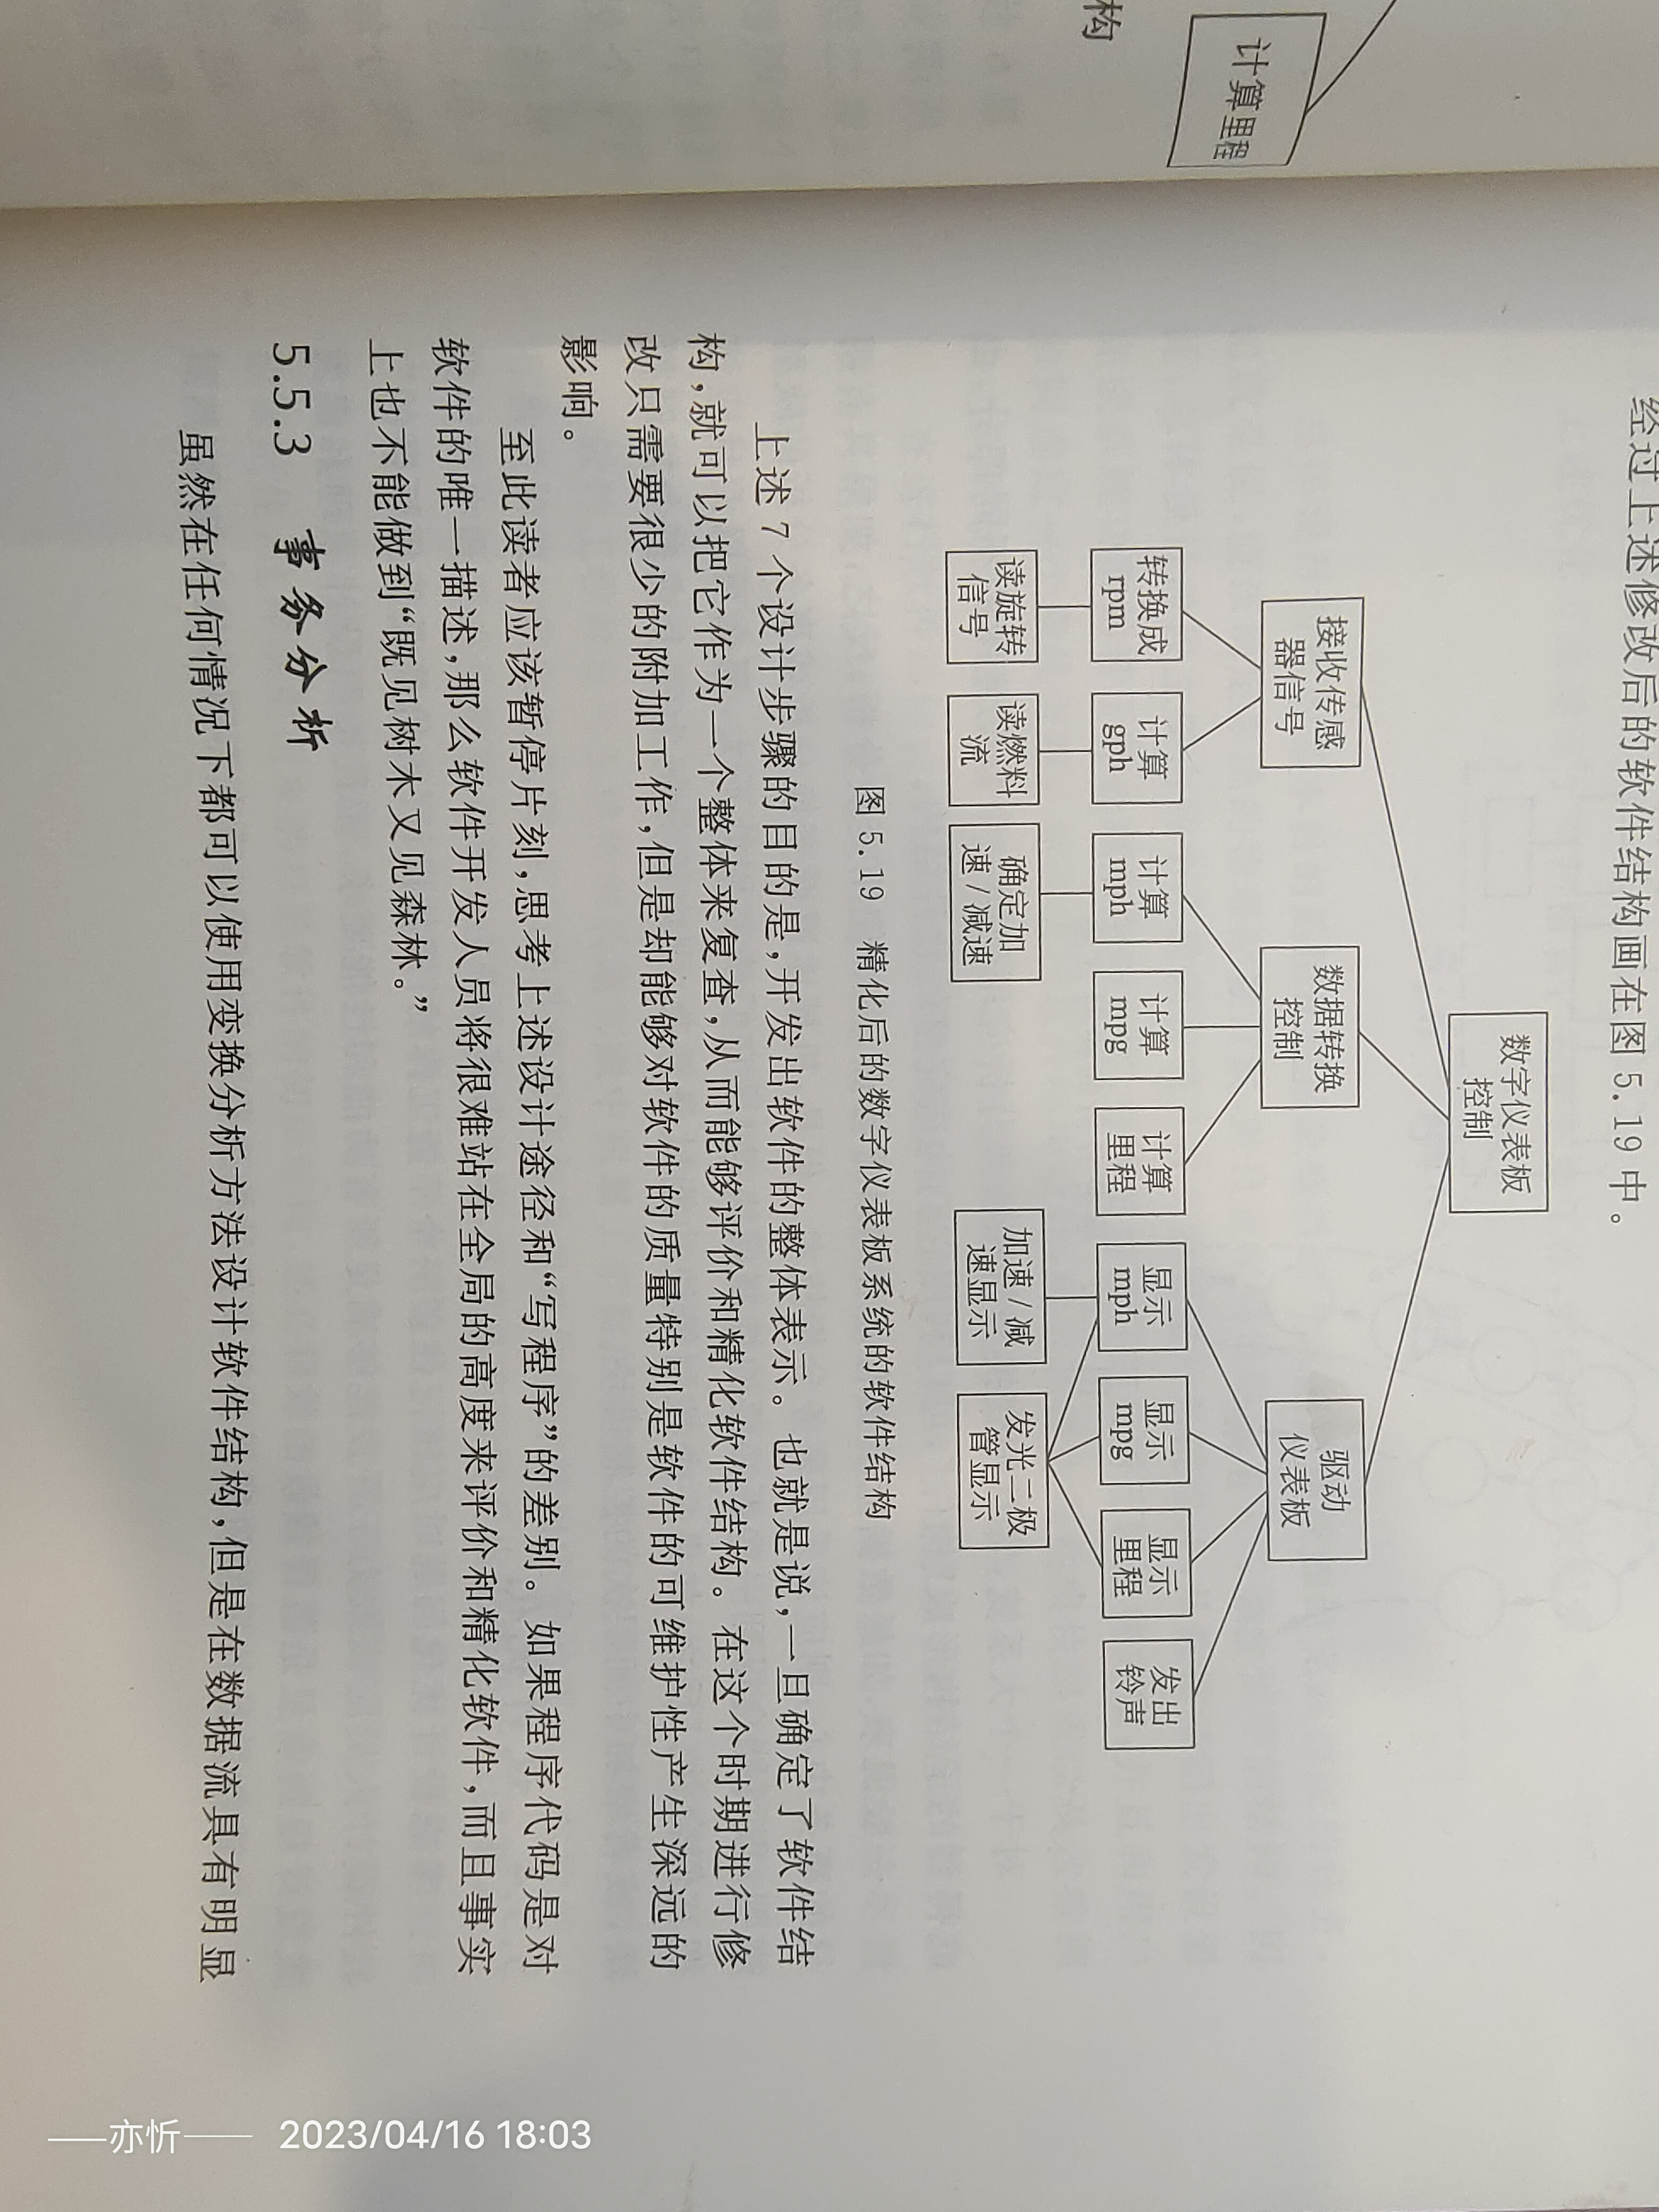 构
计算里程
经过上述修改后的软件结构画在图 5.19 中。
数字仪表板
控制
接收传感
器信号
数据转换
控制
驱动
仪表板
转换成
rpm
计算
gph
计算
mph
计算
mpg
计算
里程
显示
mph
显示
mpg
显示
里程
发出
铃声
读旋转
信号
读燃料
流
确定加
速/减速
加速/减
速显示
发光二极
管显示
图 5.19 精化后的数字仪表板系统的软件结构
上述 7 个设计步骤的目的是,开发出软件的整体表示。也就是说,一旦确定了软件结
构,就可以把它作为一个整体来复查,从而能够评价和精化软件结构。在这个时期进行修
改只需要很少的附加工作,但是却能够对软件的质量特别是软件的可维护性产生深远的
影响。
至此读者应该暂停片刻,思考上述设计途径和“写程序”的差别。如果程序代码是对
软件的唯一描述,那么软件开发人员将很难站在全局的高度来评价和精化软件,而且事实
上也不能做到“既见树木又见森林。”
5.5.3 事务分析
虽然在任何情况下都可以使用变换分析方法设计软件结构,但是在数据流具有明显
——亦忻—— 2023/04/16 18:03